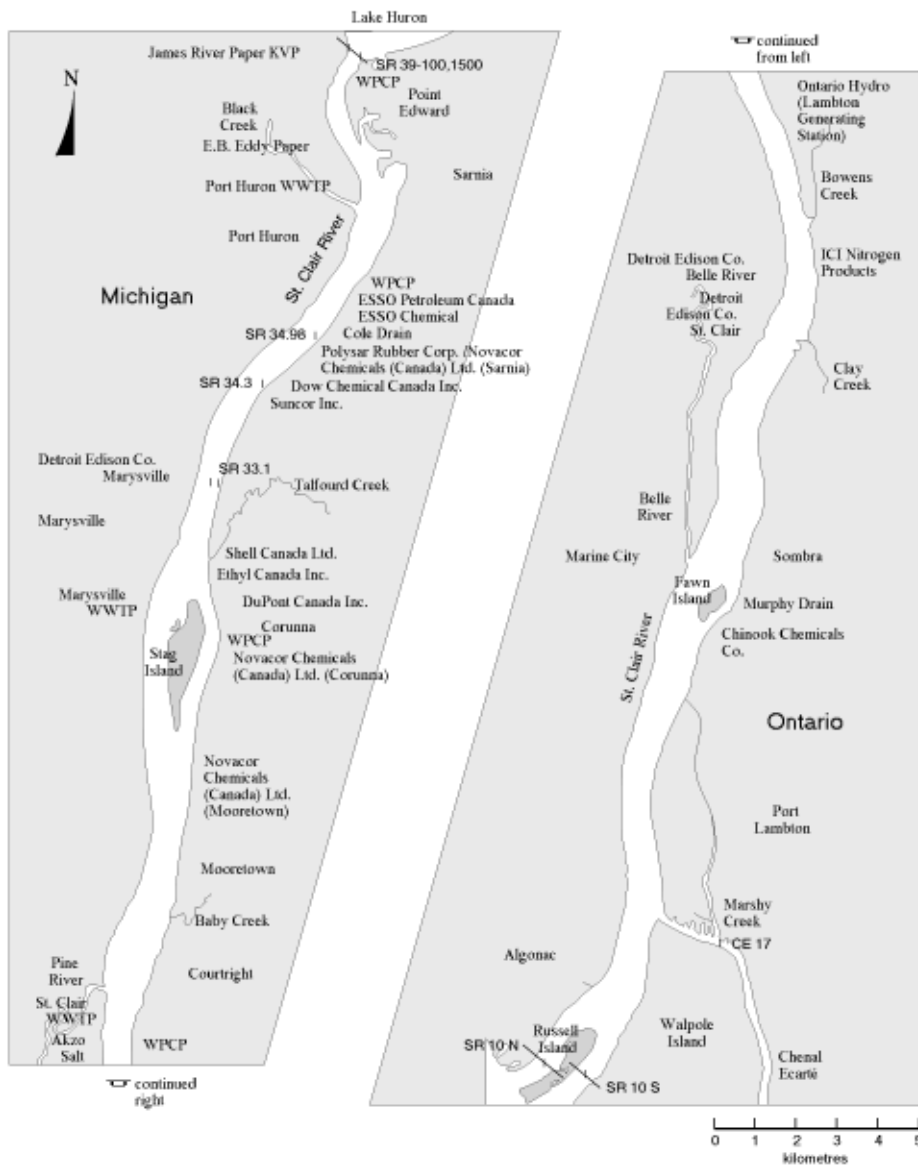 Lake Huron
James River Paper KVP
SR 39-100,1500
WPCP
N
Point
Edward
Black
Creek
E.B. Eddy Paper
Sarnia
Port Huron WWTP
Port Huron
St. Clair River
Michigan
WPCP
ESSO Petroleum Canada
ESSO Chemical
SR 34.96
Cole Drain
Polysar Rubber Corp. (Novacor
Chemicals (Canada) Ltd. (Sarnia)
SR 34.3
Dow Chemical Canada Inc.
Suncor Inc.
Detroit Edison Co.
Marysville
SR 33.1
Talfourd Creek
Marysville
Shell Canada Ltd.
Ethyl Canada Inc.
Marysville
WWTP
DuPont Canada Inc.
Corunna
WPCP
Stag
Island
Novacor Chemicals
(Canada) Ltd. (Corunna)
Novacor
Chemicals
(Canada) Ltd.
(Mooretown)
Mooretown
Baby Creek
Pine
River
Courtright
St. Clair
WWTP
Akzo
Salt
WPCP
continued
right
continued
from left
Ontario Hydro
(Lambton
Generating
Station)
Bowens
Creek
Detroit Edison Co.
Belle River
ICI Nitrogen
Products
Detroit
Edison Co.
St. Clair
Clay
Creek
Belle
River
Marine City
Sombra
Fawn
Island
Murphy Drain
Chinook Chemicals
Co.
St. Clair River
Ontario
Port
Lambton
Marshy
Creek
CE 17
Algonac
Russell
Island
Walpole
Island
SR 10 N
SR 10 S
Chenal
Ecarté
0 1 2 3 4 5
kilometres